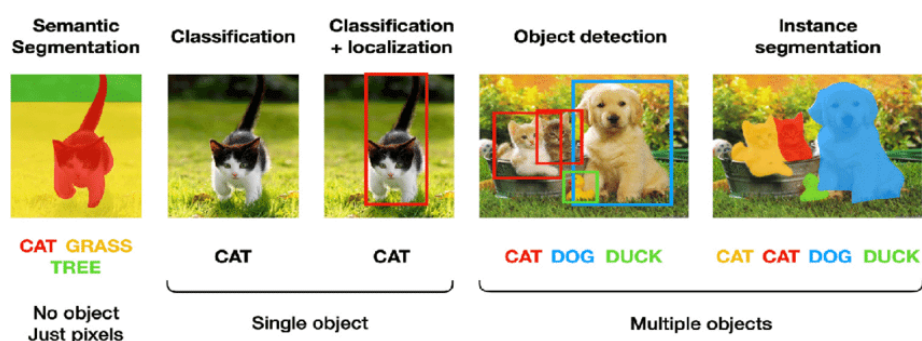 Semantic
Segmentation
Classification
Classification
+ localization
Object detection
Instance
segmentation
CAT GRASS
TREE
CAT
CAT
CAT DOG DUCK
CAT CAT DOG DUCK
No object
Just pixels
Single object
Multiple objects